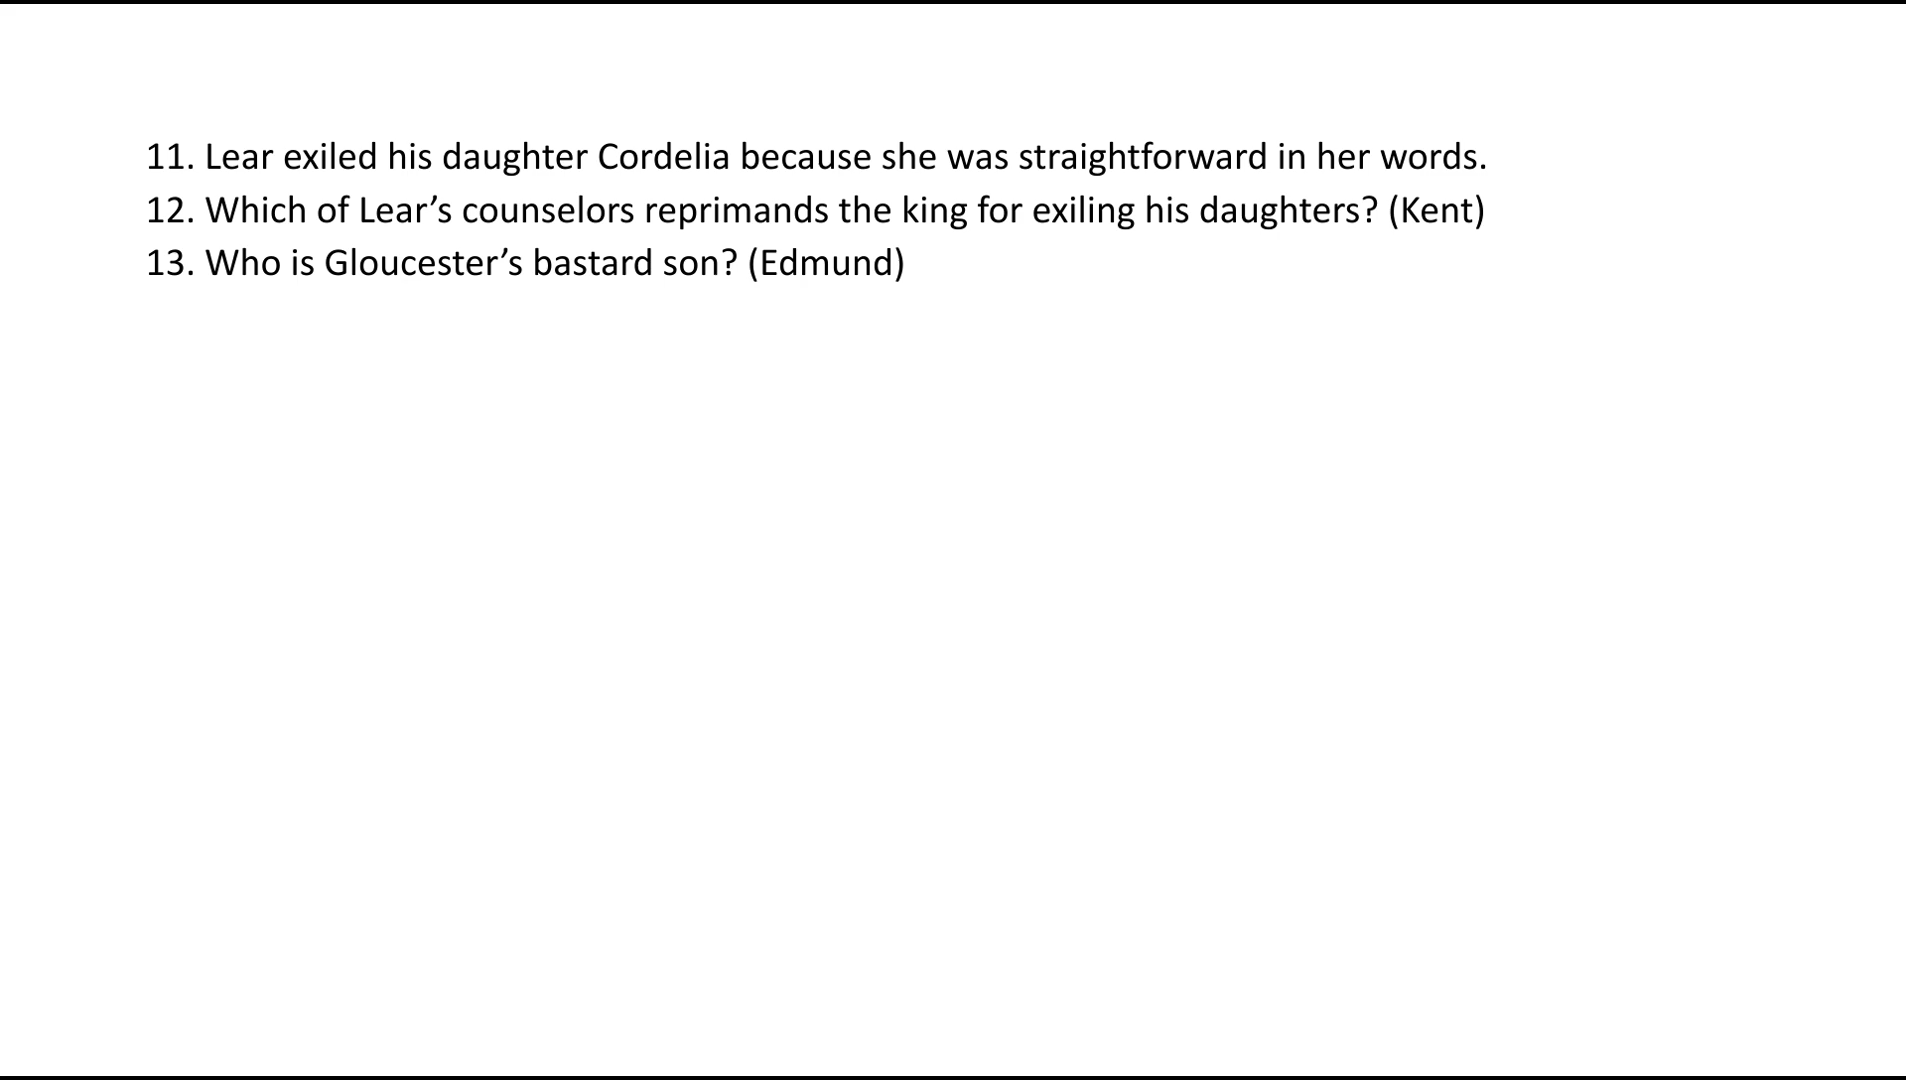 11. Lear exiled his daughter Cordelia because she was straightforward in her words.
12. Which of Lear’s counselors reprimands the king for exiling his daughters? (Kent)
13. Who is Gloucester’s bastard son? (Edmund)